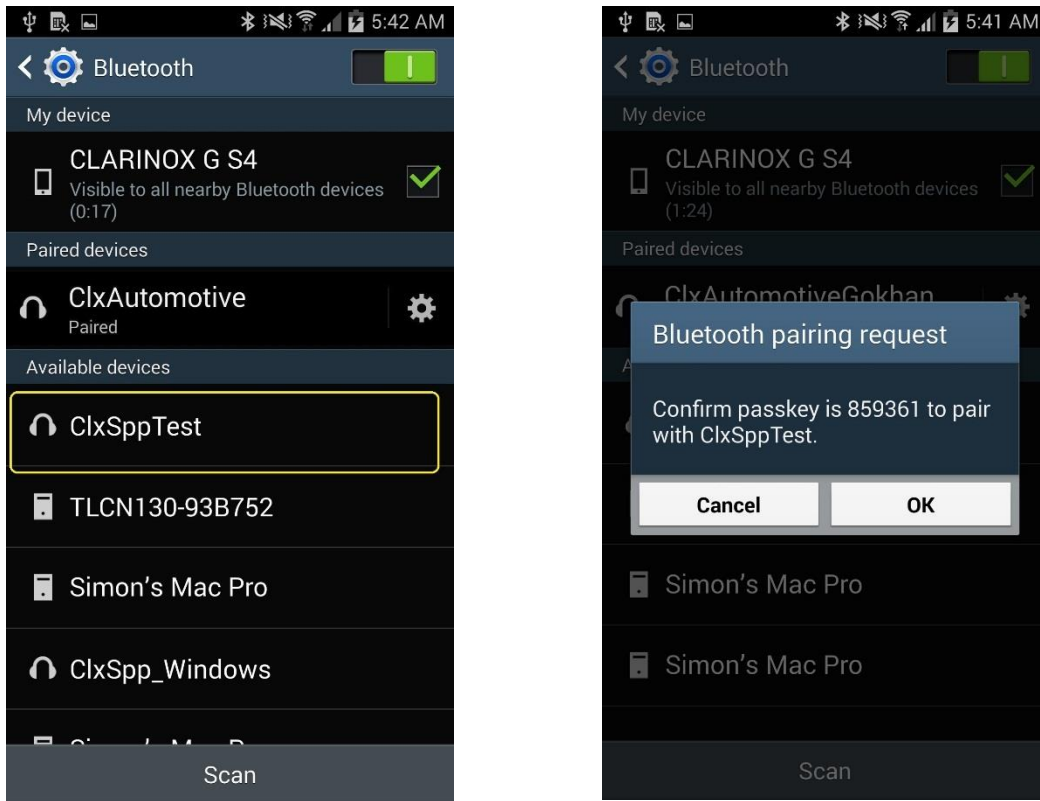 5:42 AM
Bluetooth
My device
CLARINOX G S4
Visible to all nearby Bluetooth devices
(0:17)
Paired devices
ClxAutomotive
Paired
Available devices
ClxSppTest
TLCN130-93B752
Simon's Mac Pro
ClxSpp_Windows
Scan
5:41 AM
Bluetooth
My device
CLARINOX G S4
Visible to all nearby Bluetooth devices
(1:24)
Paired devices
ClxAutomotiveGokhan
Bluetooth pairing request
Confirm passkey is 859361 to pair
with ClxSppTest.
Cancel
OK
Simon's Mac Pro
Simon's Mac Pro
Scan